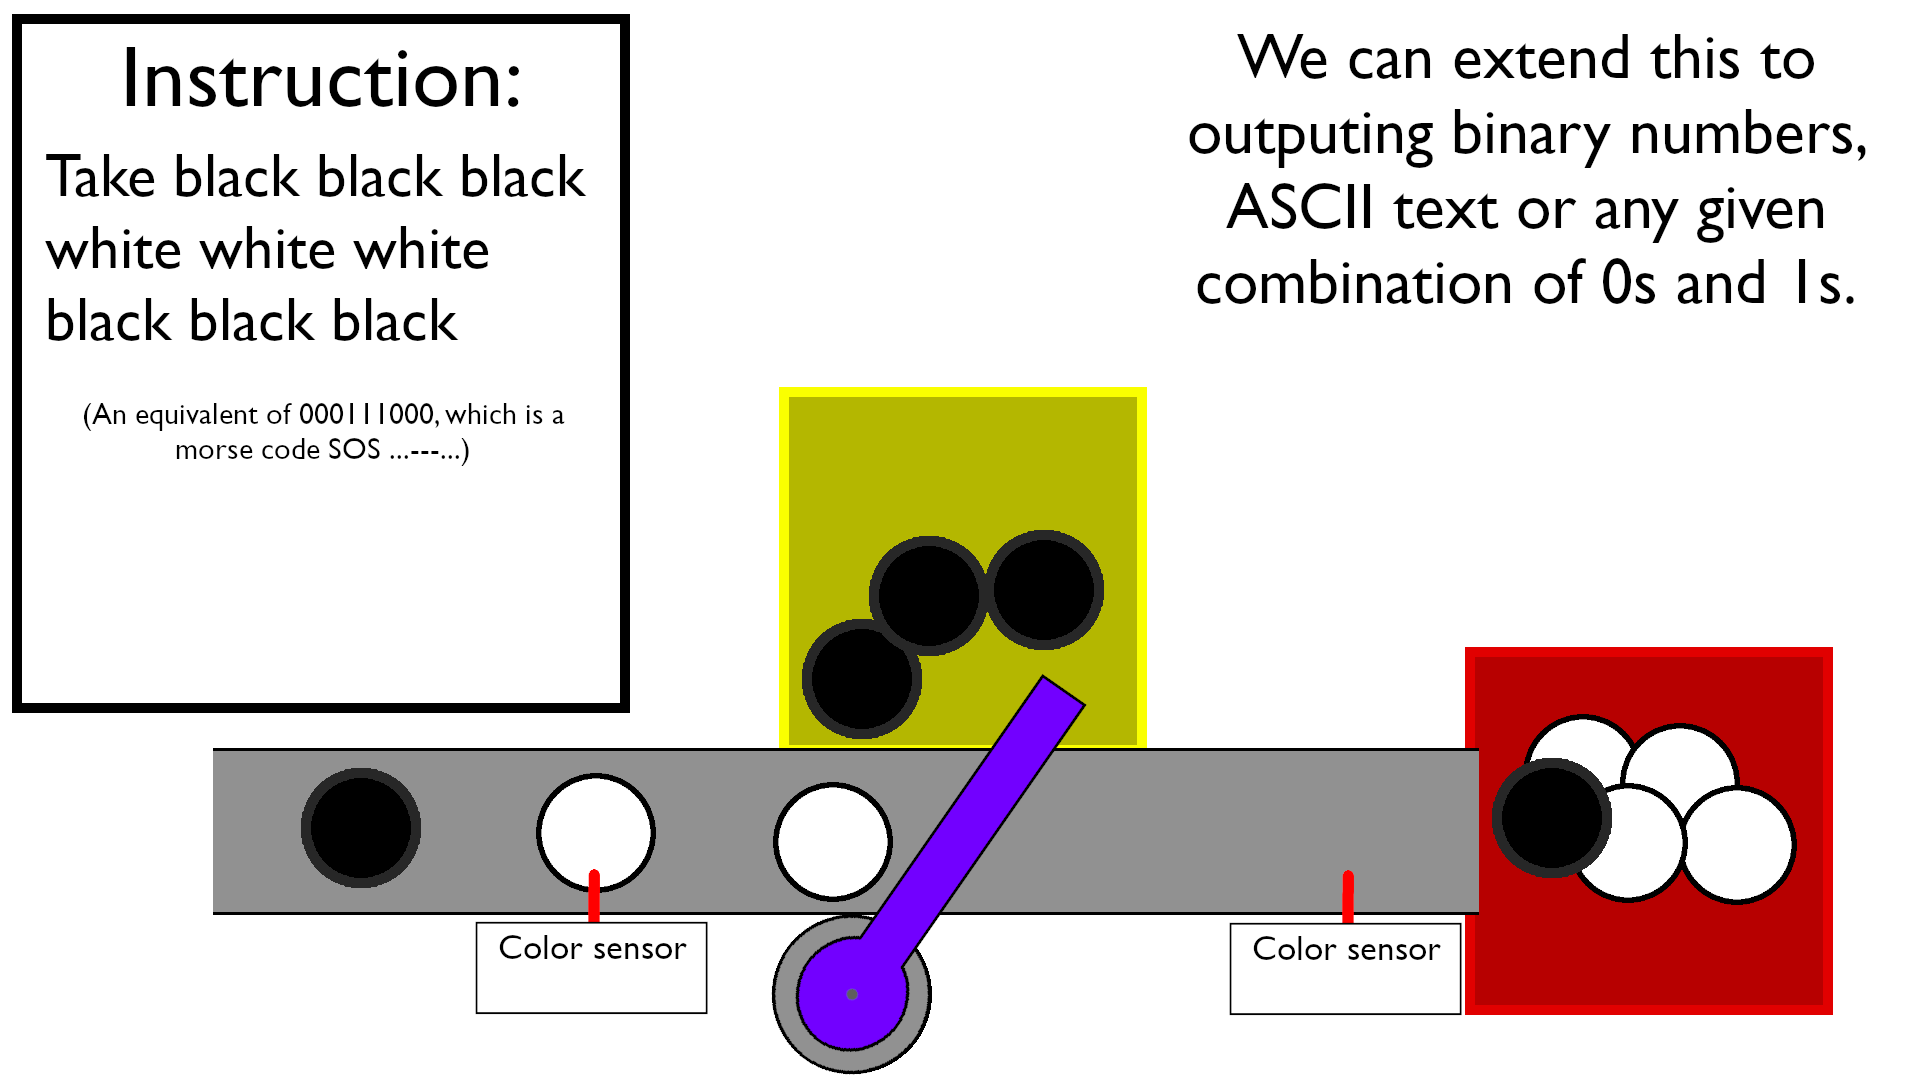 Instruction:
Take black black black
white white white
black black black
(An equivalent of 000111000, which is a
morse code SOS ...---...)
We can extend this to
outputing binary numbers,
ASCII text or any given
combination of 0s and 1s.
Color sensor
Color sensor